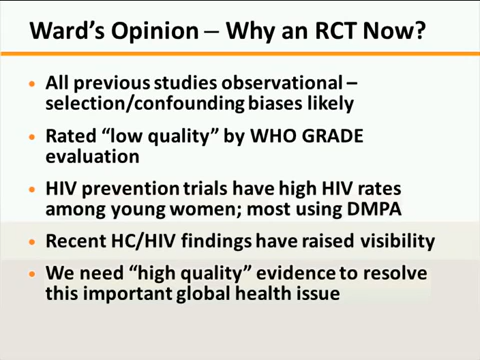 Ward's Opinion – Why an RCT Now?
• All previous studies observational –
selection/confounding biases likely
• Rated “low quality” by WHO GRADE
evaluation
• HIV prevention trials have high HIV rates
among young women; most using DMPA
• Recent HC/HIV findings have raised visibility
• We need “high quality” evidence to resolve
this important global health issue